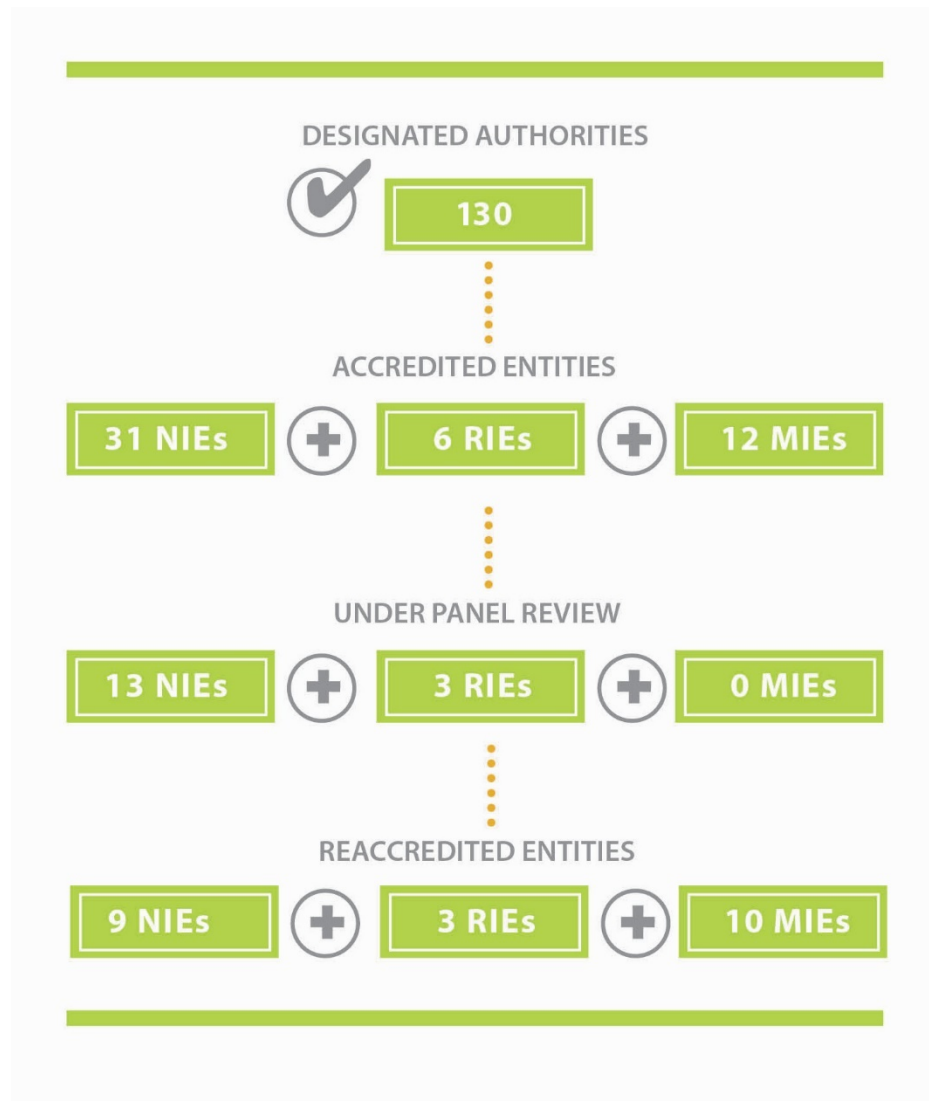 DESIGNATED AUTHORITIES
130
ACCREDITED ENTITIES
31 NIEs + 6 RIEs + 12 MIEs
UNDER PANEL REVIEW
13 NIEs + 3 RIEs + 0 MIEs
REACCREDITED ENTITIES
9 NIEs + 3 RIEs + 10 MIEs